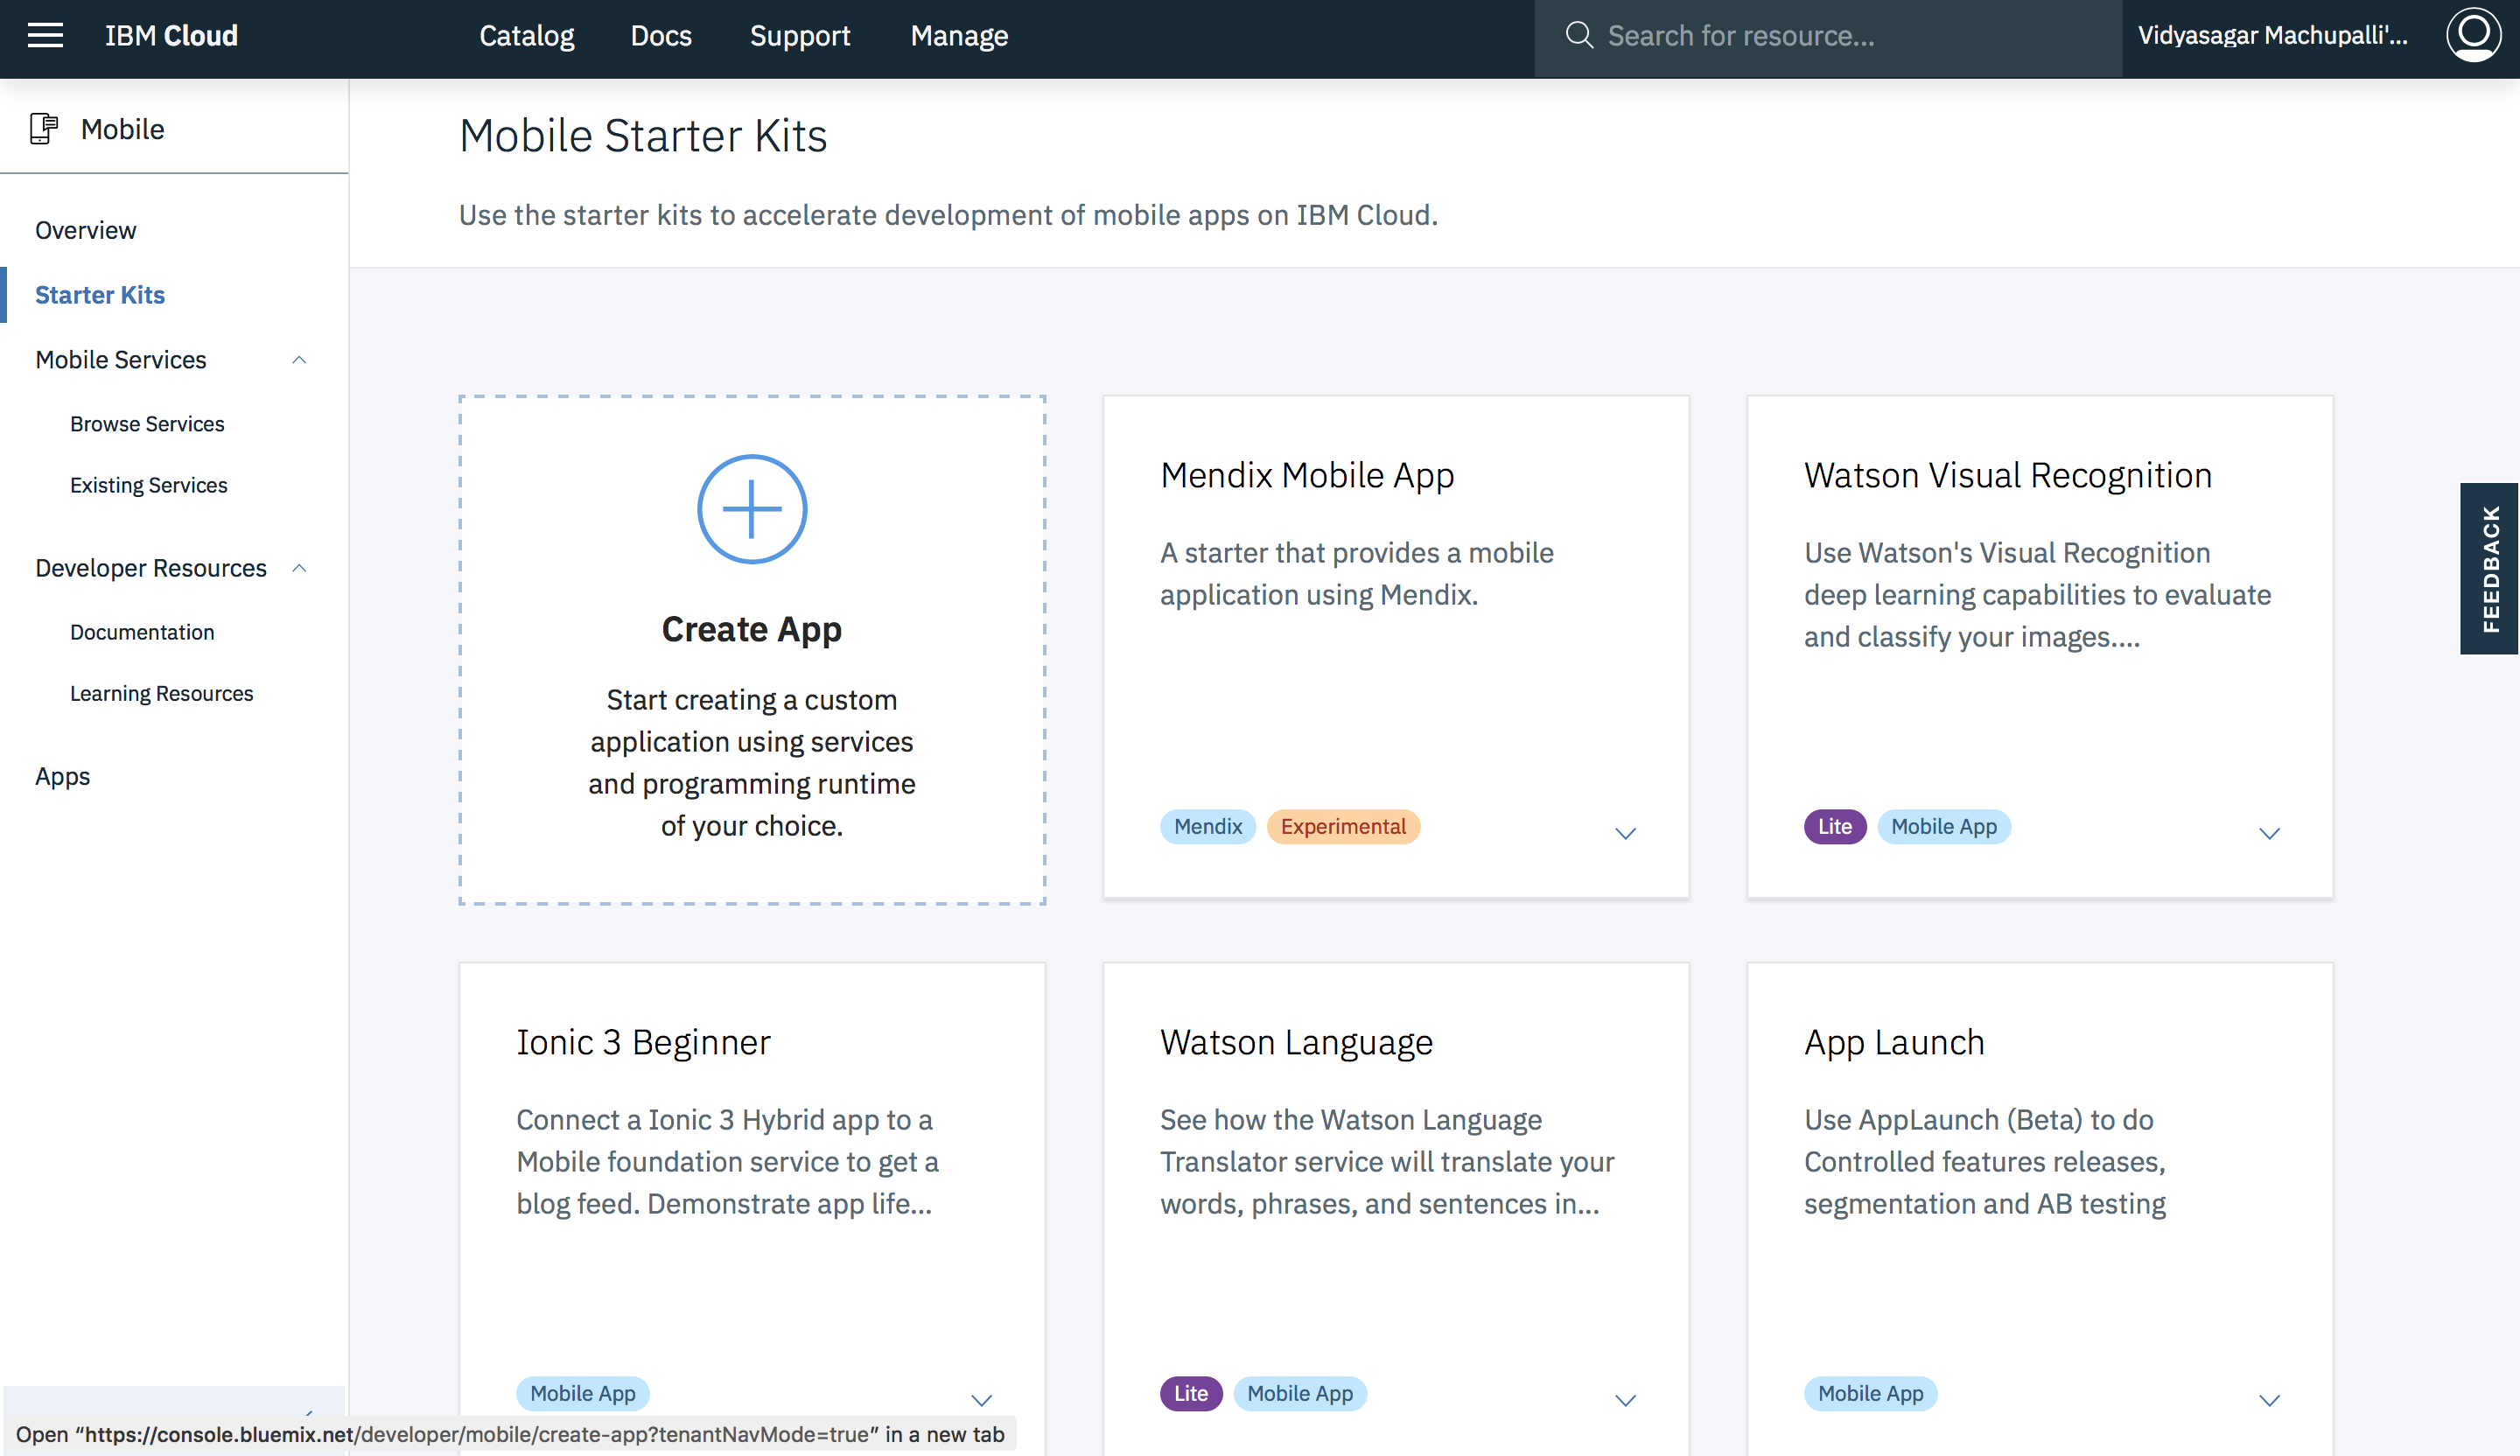 IBM Cloud
Catalog
Docs
Support
Manage
Search for resource...
Vidyasagar Machupalli'...
Mobile
Overview
Starter Kits
Mobile Services
Browse Services
Existing Services
Developer Resources
Documentation
Learning Resources
Apps
Mobile Starter Kits
Use the starter kits to accelerate development of mobile apps on IBM Cloud.
Create App
Start creating a custom
application using services
and programming runtime
of your choice.
Mendix Mobile App
A starter that provides a mobile
application using Mendix.
Mendix
Experimental
Watson Visual Recognition
Use Watson's Visual Recognition
deep learning capabilities to evaluate
and classify your images....
Lite
Mobile App
FEEDBACK
Ionic 3 Beginner
Connect a Ionic 3 Hybrid app to a
Mobile foundation service to get a
blog feed. Demonstrate app life...
Mobile App
Watson Language
See how the Watson Language
Translator service will translate your
words, phrases, and sentences in...
Lite
Mobile App
App Launch
Use AppLaunch (Beta) to do
Controlled features releases,
segmentation and AB testing
Mobile App
Open “https://console.bluemix.net/developer/mobile/create-app?tenantNavMode=true” in a new tab